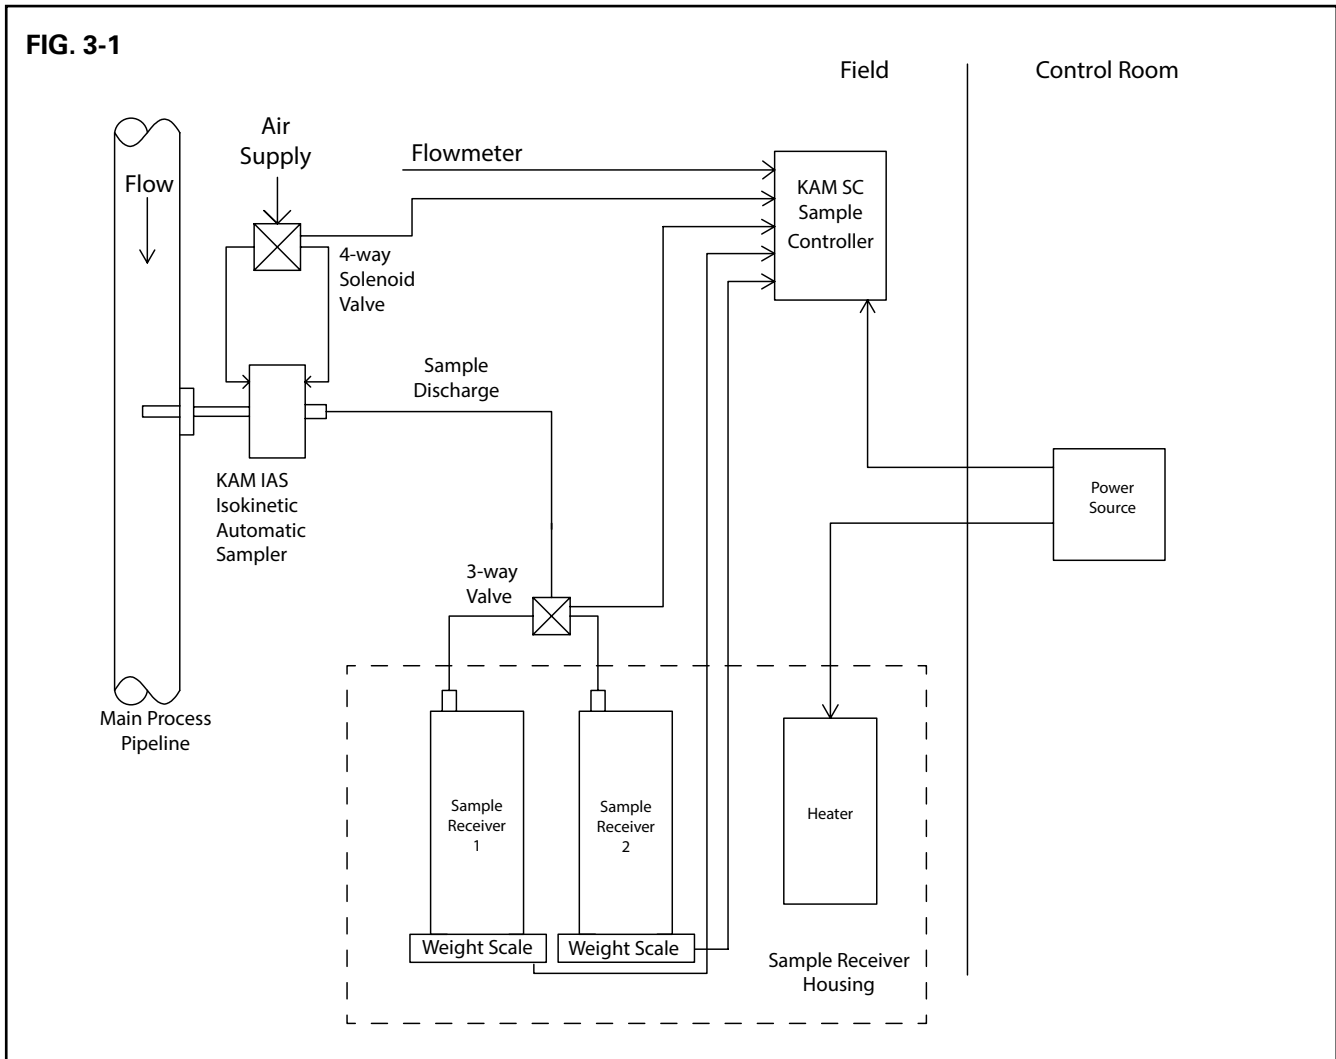 FIG. 3-1
Field
Control Room
Air
Supply
Flowmeter
KAM SC
Sample
Controller
Flow
4-way
Solenoid
Valve
Sample
Discharge
KAM IAS
Isokinetic
Automatic
Sampler
Power
Source
3-way
Valve
Main Process
Pipeline
Sample
Receiver
1
Sample
Receiver
2
Heater
Weight Scale
Weight Scale
Sample Receiver
Housing